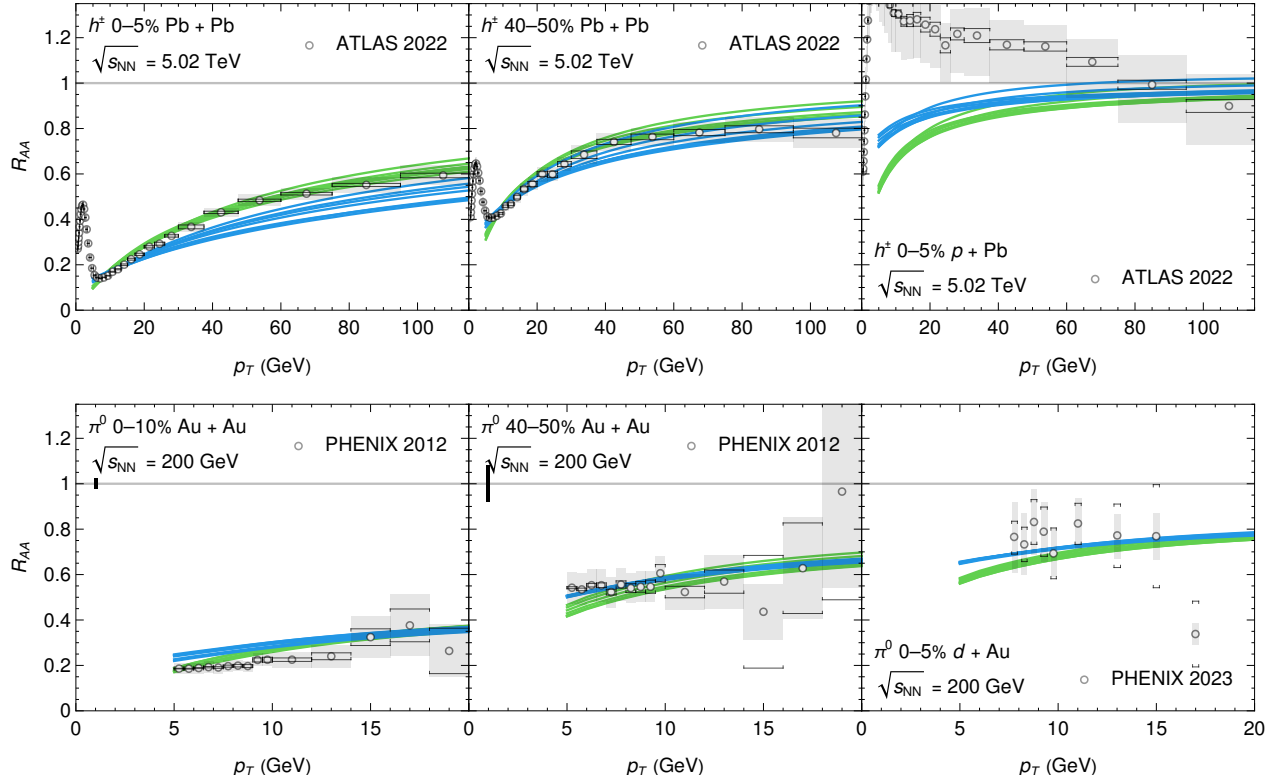 h± 0–5% Pb + Pb
√sNN = 5.02 TeV
ATLAS 2022
h± 40–50% Pb + Pb
√sNN = 5.02 TeV
ATLAS 2022
h± 0–5% p + Pb
√sNN = 5.02 TeV
ATLAS 2022
RAA
0 0.2 0.4 0.6 0.8 1 1.2
0 20 40 60 80 100
0 20 40 60 80 100
0 20 40 60 80 100
pT (GeV)
pT (GeV)
pT (GeV)
π0 0–10% Au + Au
√sNN = 200 GeV
PHENIX 2012
π0 40–50% Au + Au
√sNN = 200 GeV
PHENIX 2012
π0 0–5% d + Au
√sNN = 200 GeV
PHENIX 2023
RAA
0 0.2 0.4 0.6 0.8 1 1.2
0 5 10 15
0 5 10 15
0 5 10 15 20
pT (GeV)
pT (GeV)
pT (GeV)